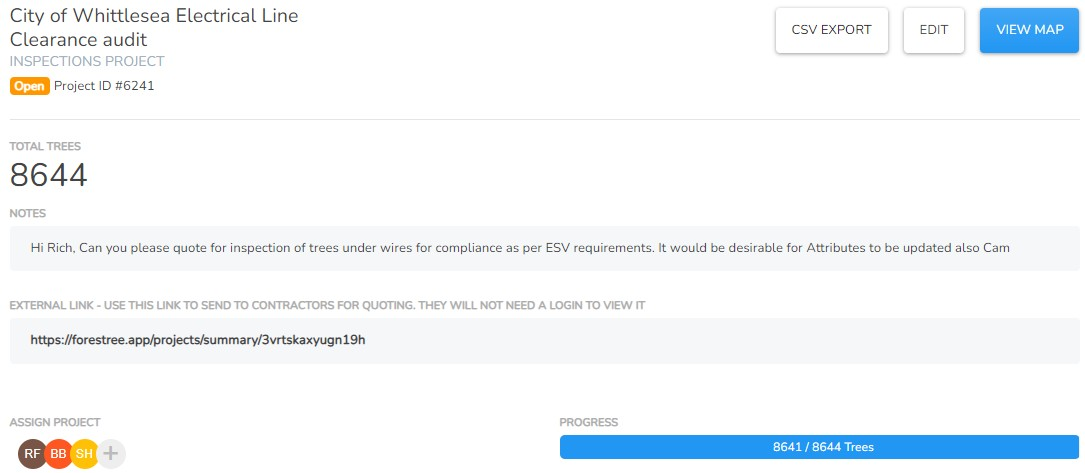 City of Whittlesea Electrical Line
Clearance audit
INSPECTIONS PROJECT
Open Project ID #6241
CSV EXPORT
EDIT
VIEW MAP
TOTAL TREES
8644
NOTES
Hi Rich, Can you please quote for inspection of trees under wires for compliance as per ESV requirements. It would be desirable for Attributes to be updated also Cam
EXTERNAL LINK - USE THIS LINK TO SEND TO CONTRACTORS FOR QUOTING. THEY WILL NOT NEED A LOGIN TO VIEW IT
https://forestree.app/projects/summary/3vrtskaxyugn19h
ASSIGN PROJECT
RF BB SH +
PROGRESS
8641 / 8644 Trees